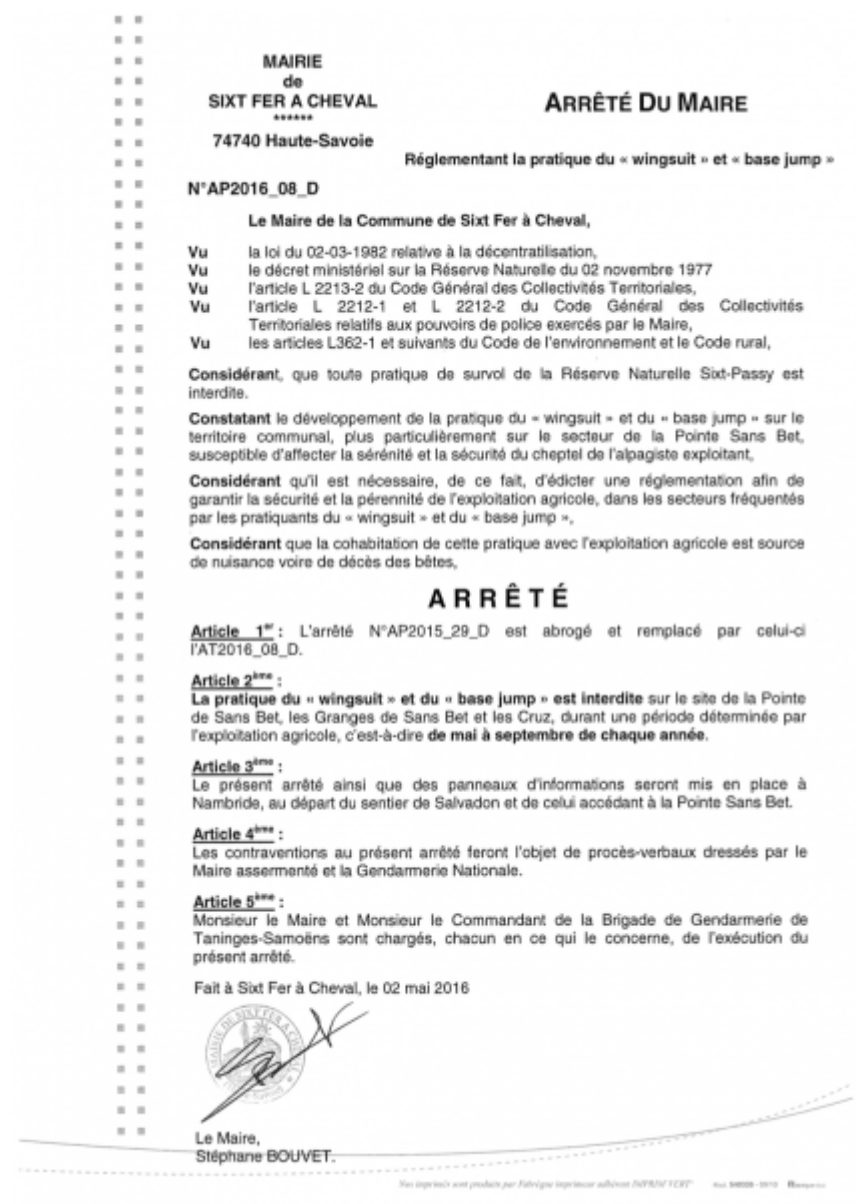 MAIRIE
de
SIXT FER A CHEVAL
******
74740 Haute-Savoie
ARRÊTÉ DU MAIRE
Réglementant la pratique du « wingsuit » et « base jump »
N°AP2016_08_D
Le Maire de la Commune de Sixt Fer à Cheval,
Vu la loi du 02-03-1982 relative à la décentratilisation,
Vu le décret ministériel sur la Réserve Naturelle du 02 novembre 1977
Vu l'article L 2213-2 du Code Général des Collectivités Territoriales,
Vu l'article L 2212-1 et L 2212-2 du Code Général des Collectivités
Territoriales relatifs aux pouvoirs de police exercés par le Maire,
Vu les articles L362-1 et suivants du Code de l'environnement et le Code rural,
Considérant, que toute pratique de survol de la Réserve Naturelle Sixt-Passy est
interdite.
Constatant le développement de la pratique du « wingsuit » et du « base jump » sur le
territoire communal, plus particulièrement sur le secteur de la Pointe Sans Bet,
susceptible d'affecter la sérénité et la sécurité du cheptel de l'alpagiste exploitant,
Considérant qu'il est nécessaire, de ce fait, d'édicter une réglementation afin de
garantir la sécurité et la pérennité de l'exploitation agricole, dans les secteurs fréquentés
par les pratiquants du « wingsuit » et du « base jump »,
Considérant que la cohabitation de cette pratique avec l'exploitation agricole est source
de nuisance voire de décès des bêtes,
ARRÊTÉ
Article 1er : L'arrêté N°AP2015_29_D est abrogé et remplacé par celui-ci
l'AT2016_08_D.
Article 2ème :
La pratique du « wingsuit » et du « base jump » est interdite sur le site de la Pointe
de Sans Bet, les Granges de Sans Bet et les Cruz, durant une période déterminée par
l'exploitation agricole, c'est-à-dire de mai à septembre de chaque année.
Article 3ème :
Le présent arrêté ainsi que des panneaux d'informations seront mis en place à
Nambride, au départ du sentier de Salvadon et de celui accédant à la Pointe Sans Bet.
Article 4ème :
Les contraventions au présent arrêté feront l'objet de procès-verbaux dressés par le
Maire assermenté et la Gendarmerie Nationale.
Article 5ème :
Monsieur le Maire et Monsieur le Commandant de la Brigade de Gendarmerie de
Taninges-Samoëns sont chargés, chacun en ce qui le concerne, de l'exécution du
présent arrêté.
Fait à Sixt Fer à Cheval, le 02 mai 2016
MAIRIE DE SIXT FER A CHEVAL
Le Maire,
Stéphane BOUVET.
Nos imprimés sont produits par Fabrègue imprimeur adhérent IMPRIM'VERT